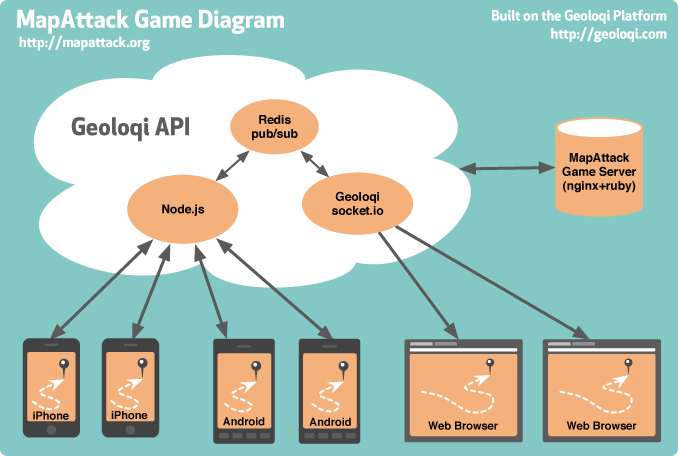 MapAttack Game Diagram
http://mapattack.org
Built on the Geoloqi Platform
http://geoloqi.com
Geoloqi API
Redis
pub/sub
Node.js
Geoloqi
socket.io
MapAttack
Game Server
(nginx+ruby)
iPhone
iPhone
Android
Android
Web Browser
Web Browser